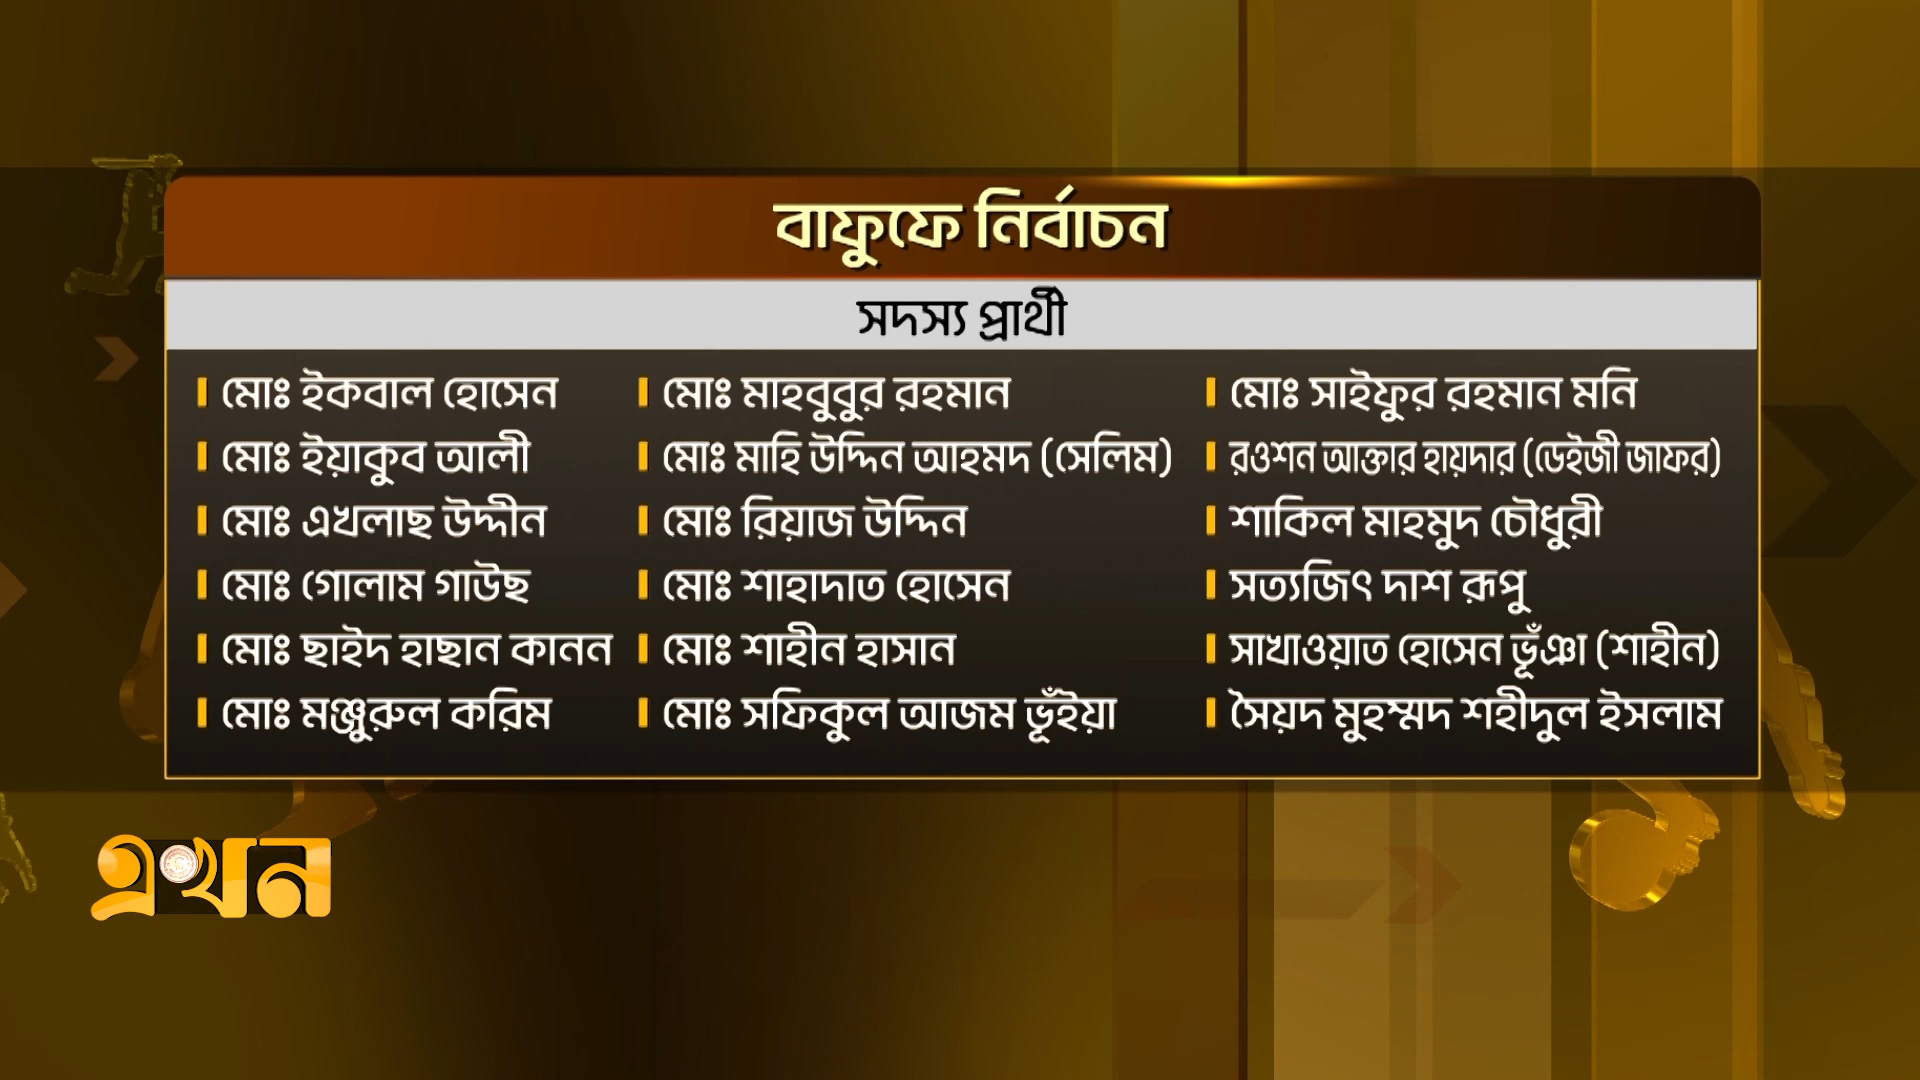 বাফুফে নির্বাচন
সদস্য প্রার্থী
মোঃ ইকবাল হোসেন
মোঃ ইয়াকুব আলী
মোঃ এখলাছ উদ্দীন
মোঃ গোলাম গাউছ
মোঃ ছাইদ হাছান কানন
মোঃ মঞ্জুরুল করিম
মোঃ মাহবুবুর রহমান
মোঃ মাহি উদ্দিন আহমদ (সেলিম)
মোঃ রিয়াজ উদ্দিন
মোঃ শাহাদাত হোসেন
মোঃ শাহীন হাসান
মোঃ সফিকুল আজম ভূঁইয়া
মোঃ সাইফুর রহমান মনি
রওশন আক্তার হায়দার (ডেইজী জাফর)
শাকিল মাহমুদ চৌধুরী
সত্যজিৎ দাশ রূপু
সাখাওয়াত হোসেন ভূঁঞা (শাহীন)
সৈয়দ মুহম্মদ শহীদুল ইসলাম
এখন